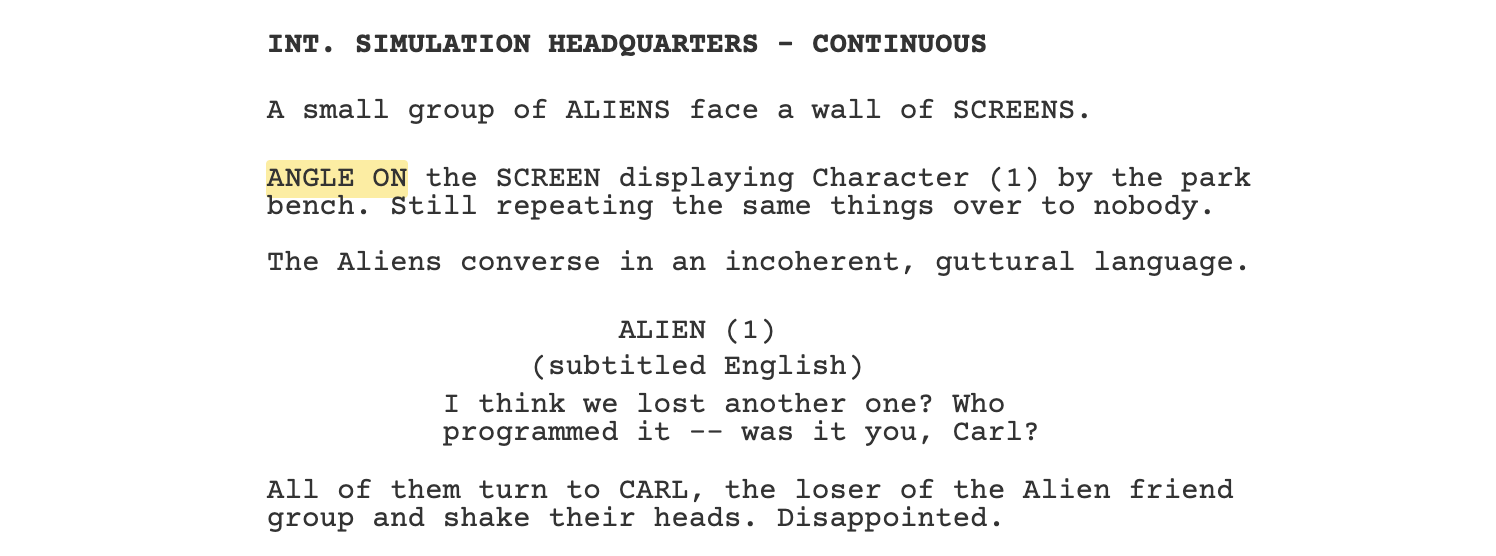 INT. SIMULATION HEADQUARTERS - CONTINUOUS
A small group of ALIENS face a wall of SCREENS.
ANGLE ON the SCREEN displaying Character (1) by the park
bench. Still repeating the same things over to nobody.
The Aliens converse in an incoherent, guttural language.
ALIEN (1)
(subtitled English)
I think we lost another one? Who
programmed it -- was it you, Carl?
All of them turn to CARL, the loser of the Alien friend
group and shake their heads. Disappointed.